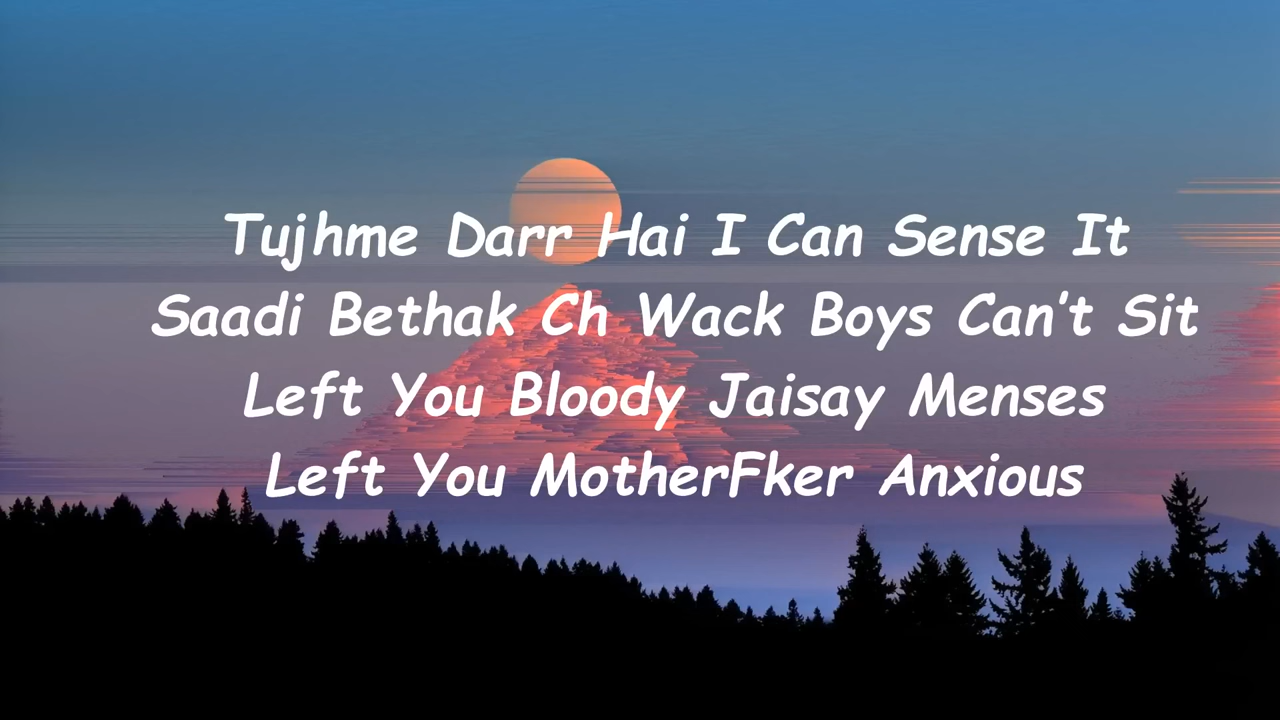 Tujhme Darr Hai I Can Sense It
Saadi Bethak Ch Wack Boys Can't Sit
Left You Bloody Jaisay Menses
Left You MotherFker Anxious